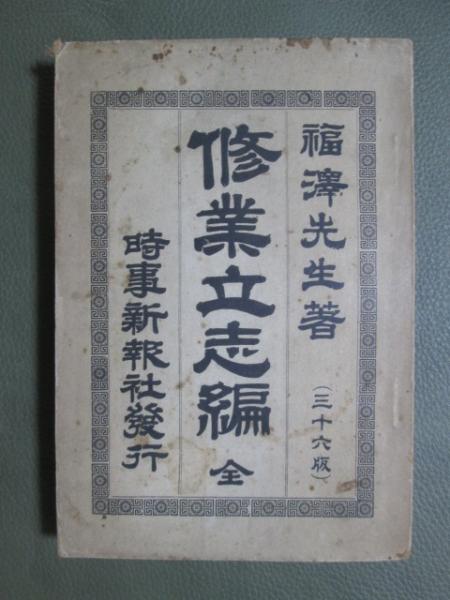 福澤先生著
(三十六版)
修業立志編 全
時事新報社發行